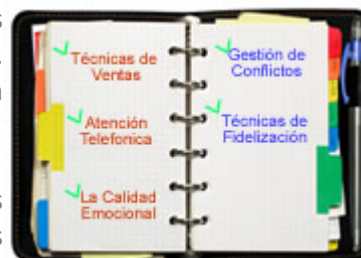 Técnicas de
Ventas
Atención
Telefonica
La Calidad
Emocional
Gestión de
Conflictos
Técnicas de
Fidelización